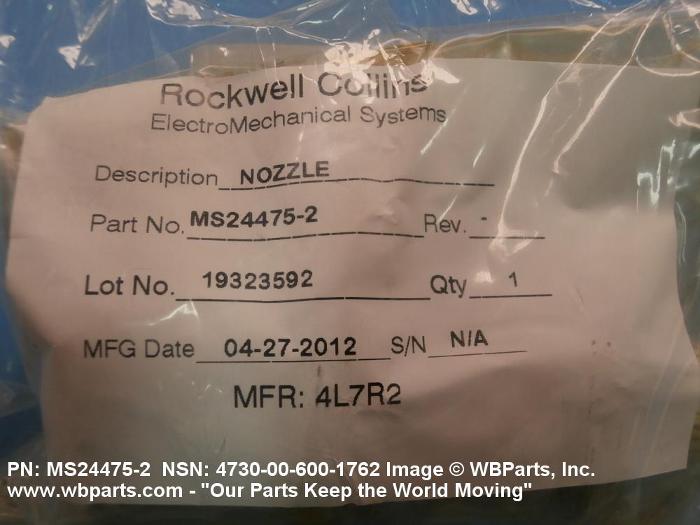 Rockwell Collins
ElectroMechanical Systems
Description NOZZLE
Part No. MS24475-2 Rev. -
Lot No. 19323592 Qty 1
MFG Date 04-27-2012 S/N N/A
MFR: 4L7R2
PN: MS24475-2 NSN: 4730-00-600-1762 Image © WBParts, Inc.
www.wbparts.com - "Our Parts Keep the World Moving"